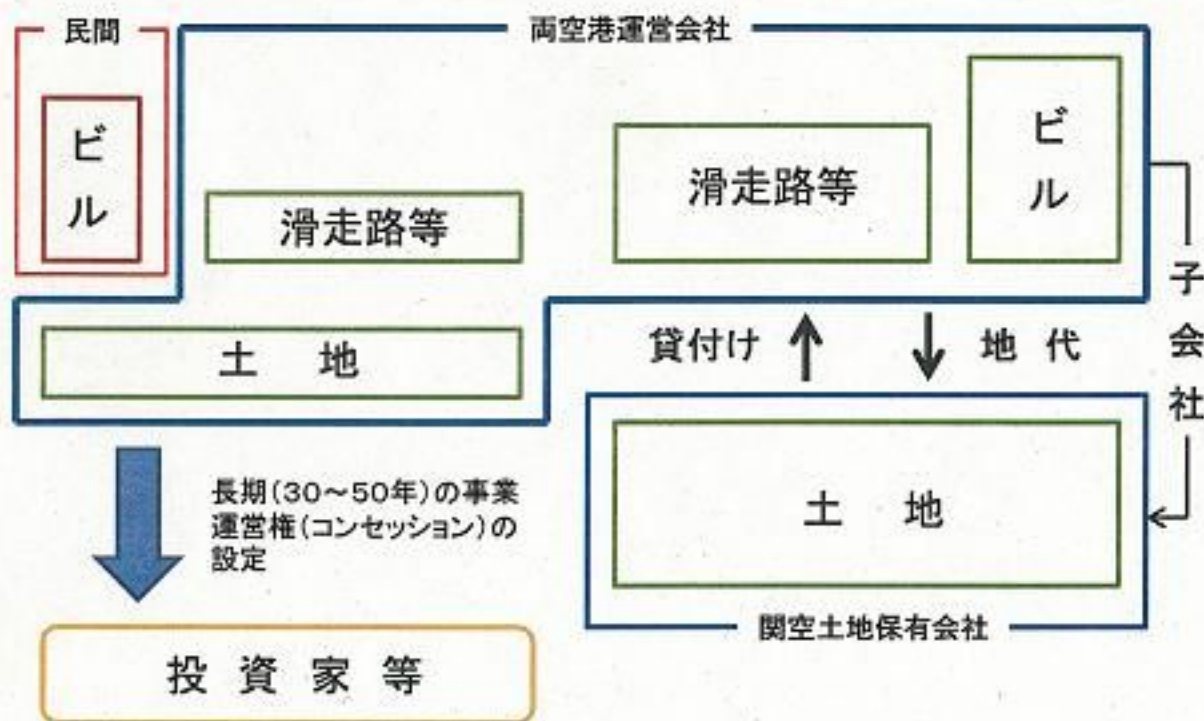 民間
両空港運営会社
ビル
滑走路等
滑走路等
ビル
子会社
土 地
貸付け
地 代
長期(30~50年)の事業
運営権(コンセッション)の
設定
土 地
関空土地保有会社
投 資 家 等